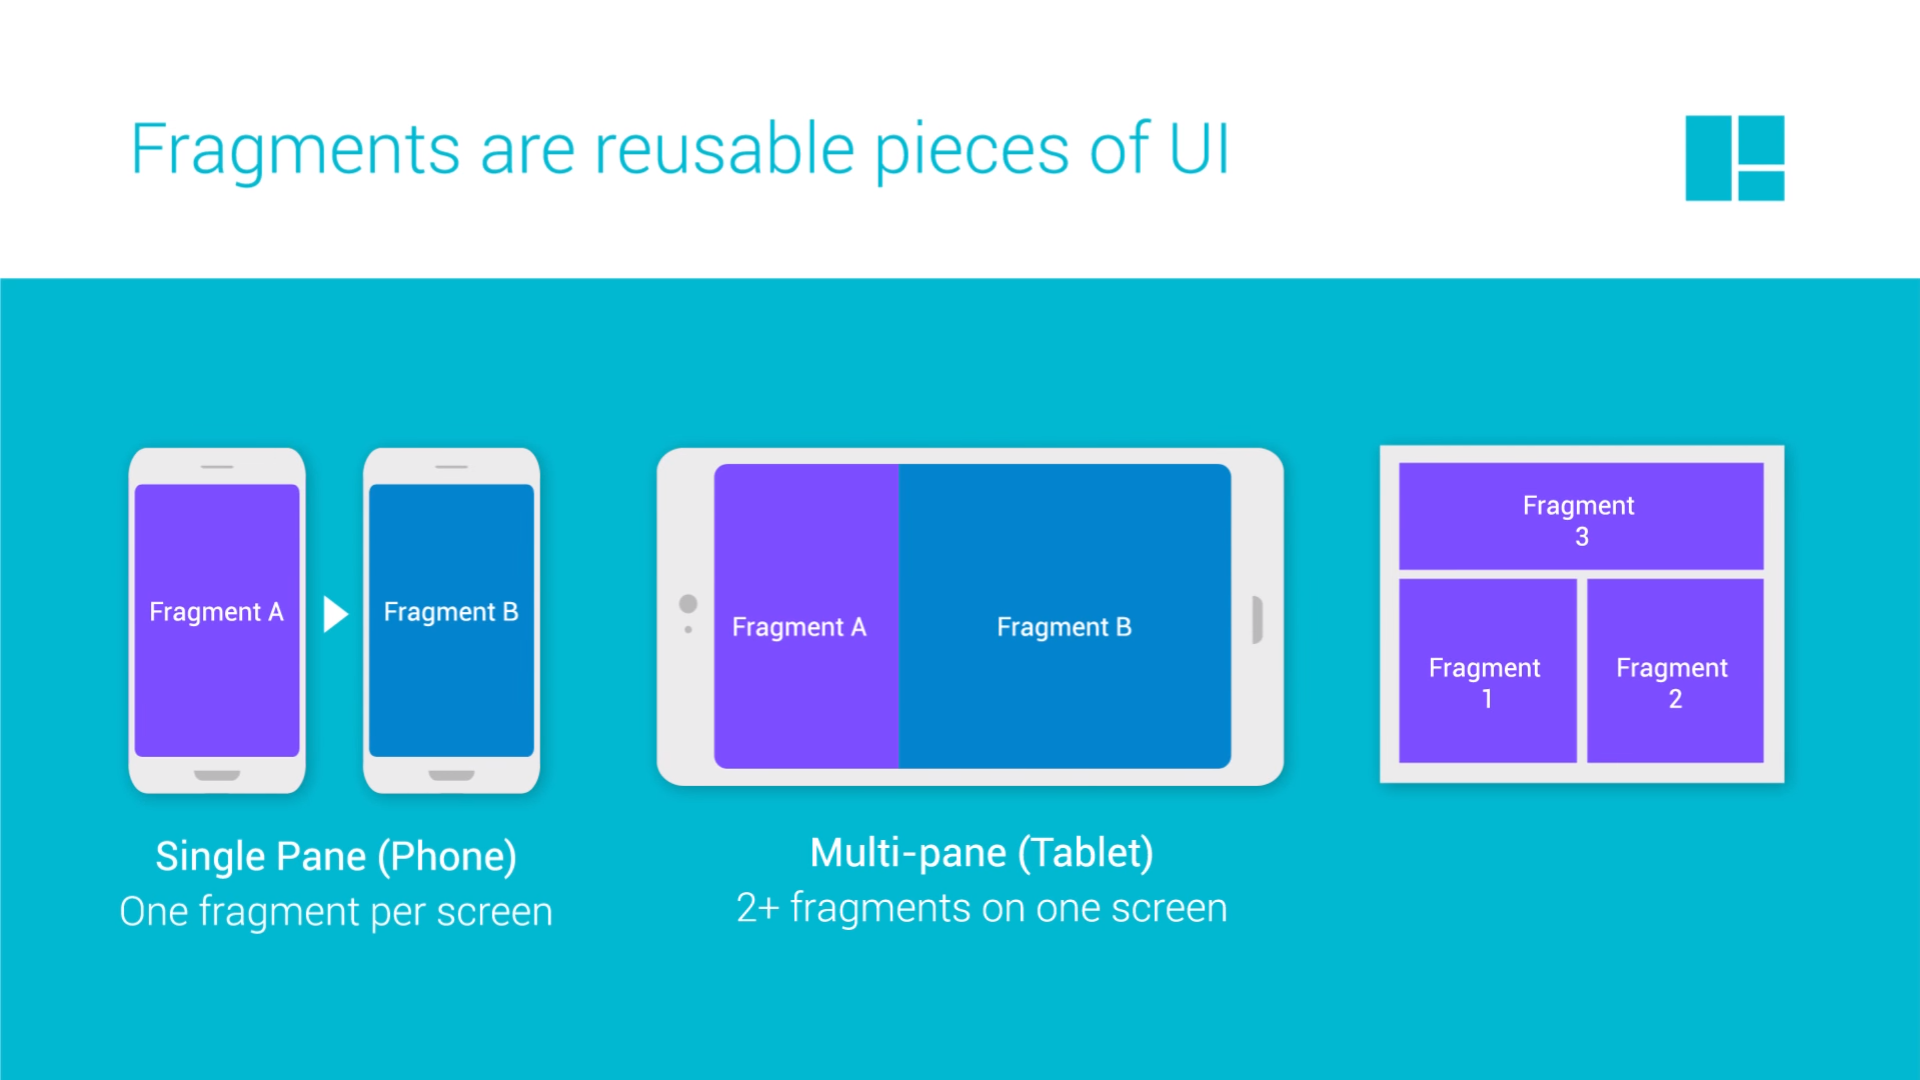 Fragments are reusable pieces of UI
Fragment A
Fragment B
Single Pane (Phone)
One fragment per screen
Fragment A
Fragment B
Multi-pane (Tablet)
2+ fragments on one screen
Fragment
3
Fragment
1
Fragment
2